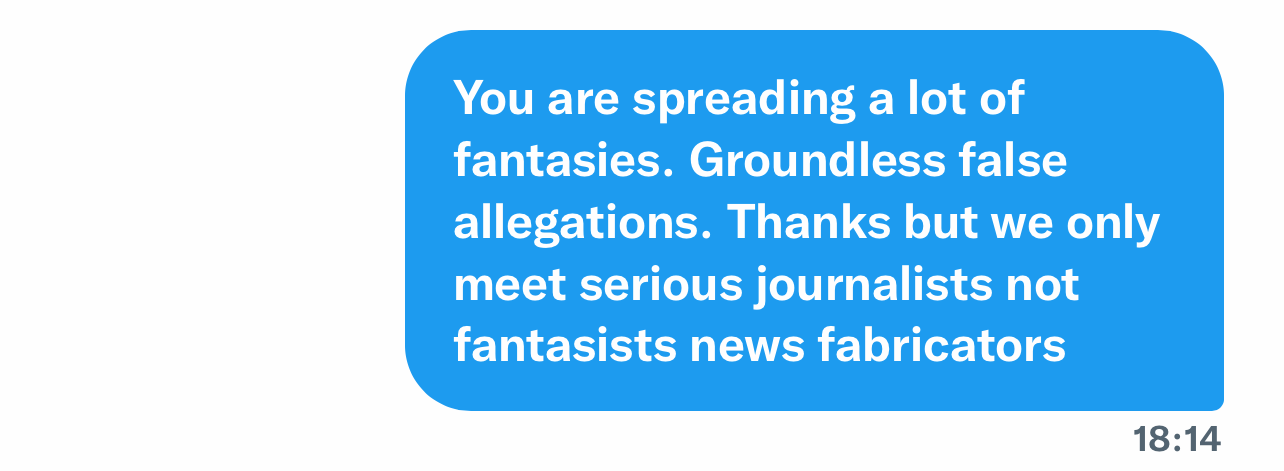 You are spreading a lot of
fantasies. Groundless false
allegations. Thanks but we only
meet serious journalists not
fantasists news fabricators
18:14